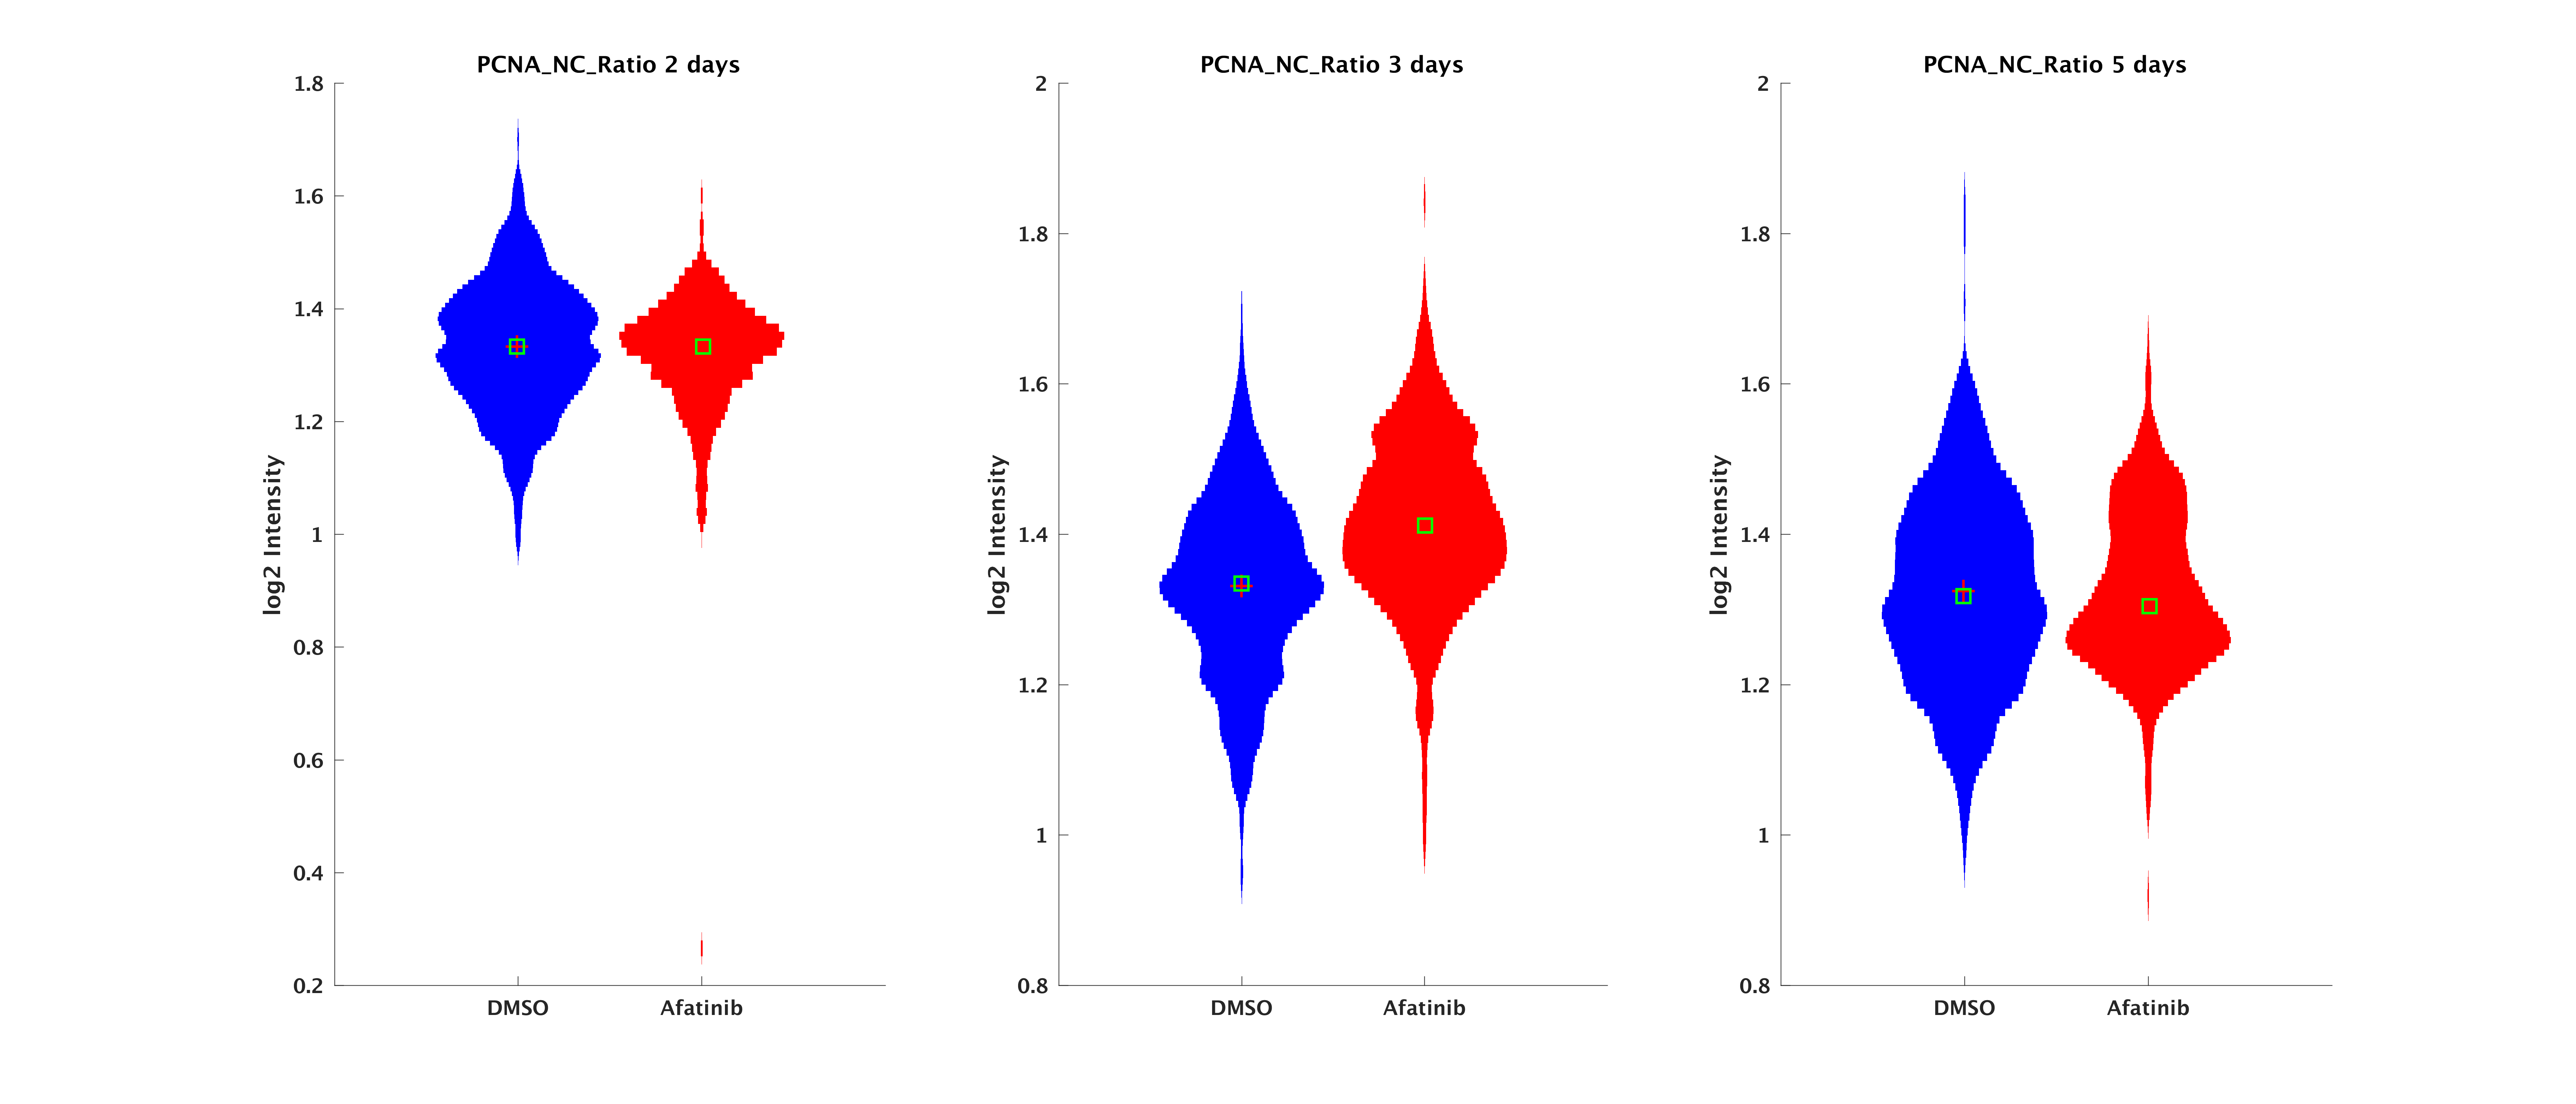 PCNA_NC_Ratio 2 days
log2 Intensity
1.8
1.6
1.4
1.2
1
0.8
0.6
0.4
0.2
DMSO Afatinib
PCNA_NC_Ratio 3 days
log2 Intensity
2
1.8
1.6
1.4
1.2
1
0.8
DMSO Afatinib
PCNA_NC_Ratio 5 days
log2 Intensity
2
1.8
1.6
1.4
1.2
1
0.8
DMSO Afatinib